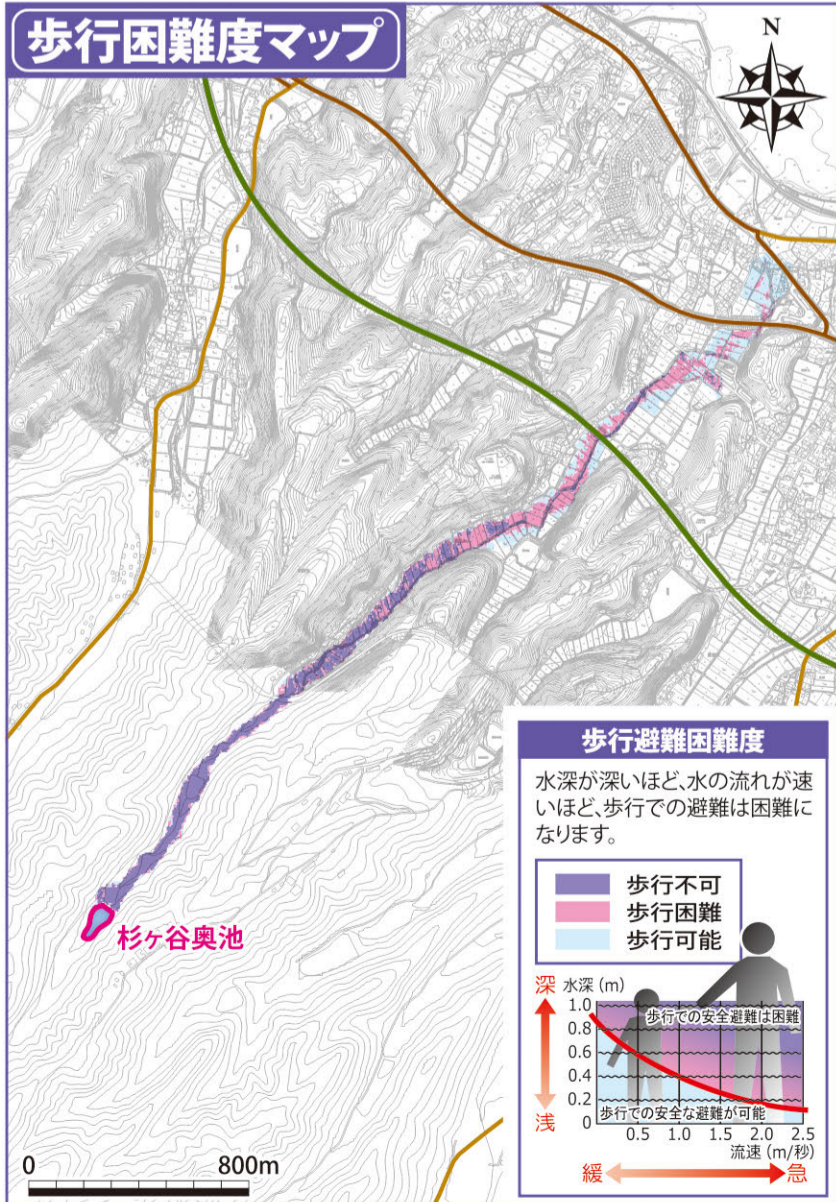 歩行困難度マップ
N
杉ヶ谷奥池
0 800m
歩行避難困難度
水深が深いほど、水の流れが速
いほど、歩行での避難は困難に
なります。
歩行不可
歩行困難
歩行可能
深
浅
水深 (m)
1.0
0.8
0.6
0.4
0.2
0
歩行での安全避難は困難
歩行での安全な避難が可能
0.5 1.0 1.5 2.0 2.5
流速 (m/秒)
緩 急